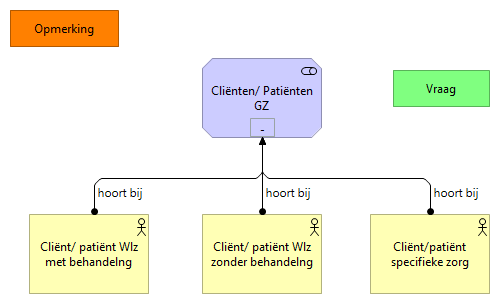 Opmerking
Cliënten/ Patiënten
GZ
-
Vraag
hoort bij
hoort bij
hoort bij
Cliënt/ patiënt Wlz
met behandelng
Cliënt/ patiënt Wlz
zonder behandelng
Cliënt/patiënt
specifieke zorg